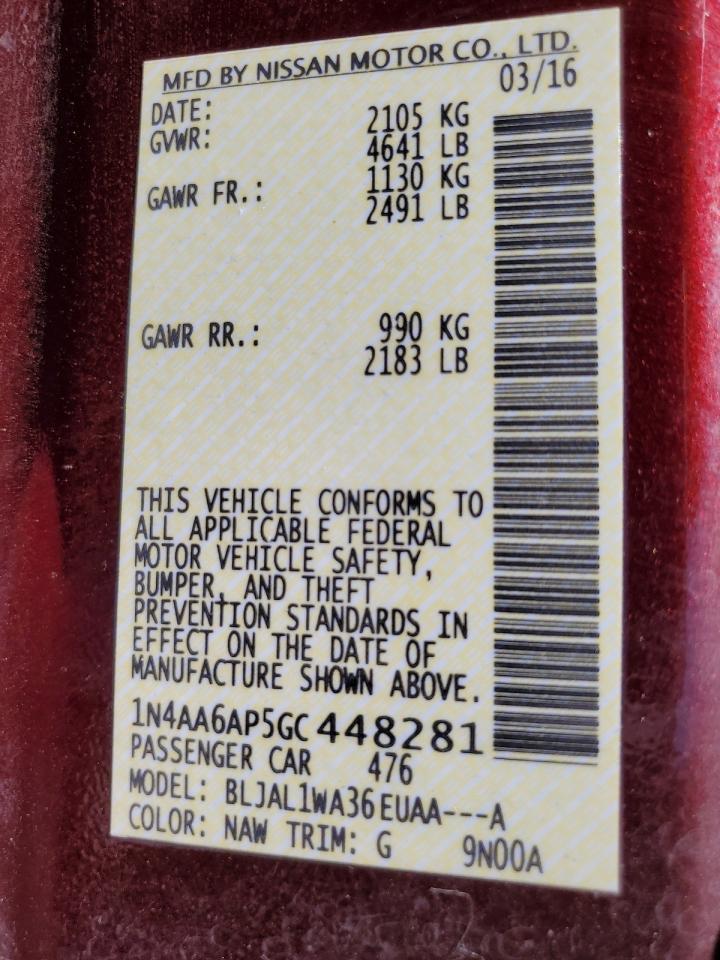 MFD BY NISSAN MOTOR CO., LTD.
DATE: 03/16
GVWR: 2105 KG
4641 LB
GAWR FR.: 1130 KG
2491 LB
GAWR RR.: 990 KG
2183 LB
THIS VEHICLE CONFORMS TO
ALL APPLICABLE FEDERAL
MOTOR VEHICLE SAFETY,
BUMPER, AND THEFT
PREVENTION STANDARDS IN
EFFECT ON THE DATE OF
MANUFACTURE SHOWN ABOVE.
1N4AA6AP5GC448281
PASSENGER CAR 476
MODEL: BLJAL1WA36EUAA---A
COLOR: NAW TRIM: G 9N00A